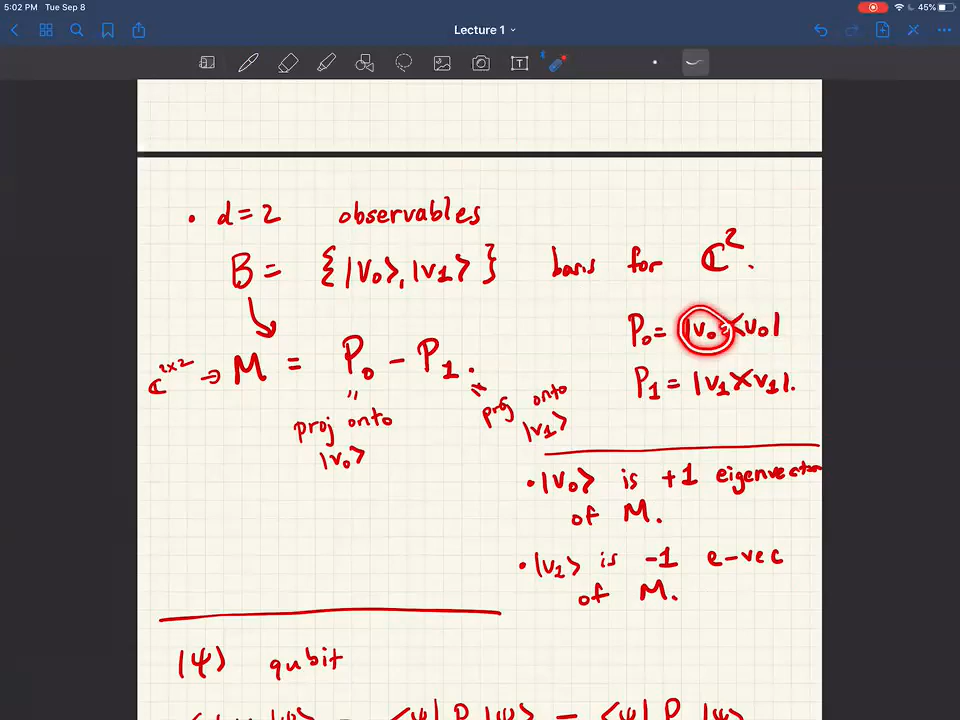 5:02 PM Tue Sep 8
45%
Lecture 1
• d=2 observables
B = {|v0⟩, |v1⟩} basis for ℂ²
P0 = |v0⟩⟨v0|
ℂ^{2x2} → M = P0 − P1.
P1 = |v1⟩⟨v1|.
proj onto
|v0⟩
proj onto
|v1⟩
• |v0⟩ is +1 eigenvector
of M.
• |v1⟩ is -1 e-vec
of M.
|ψ⟩ qubit